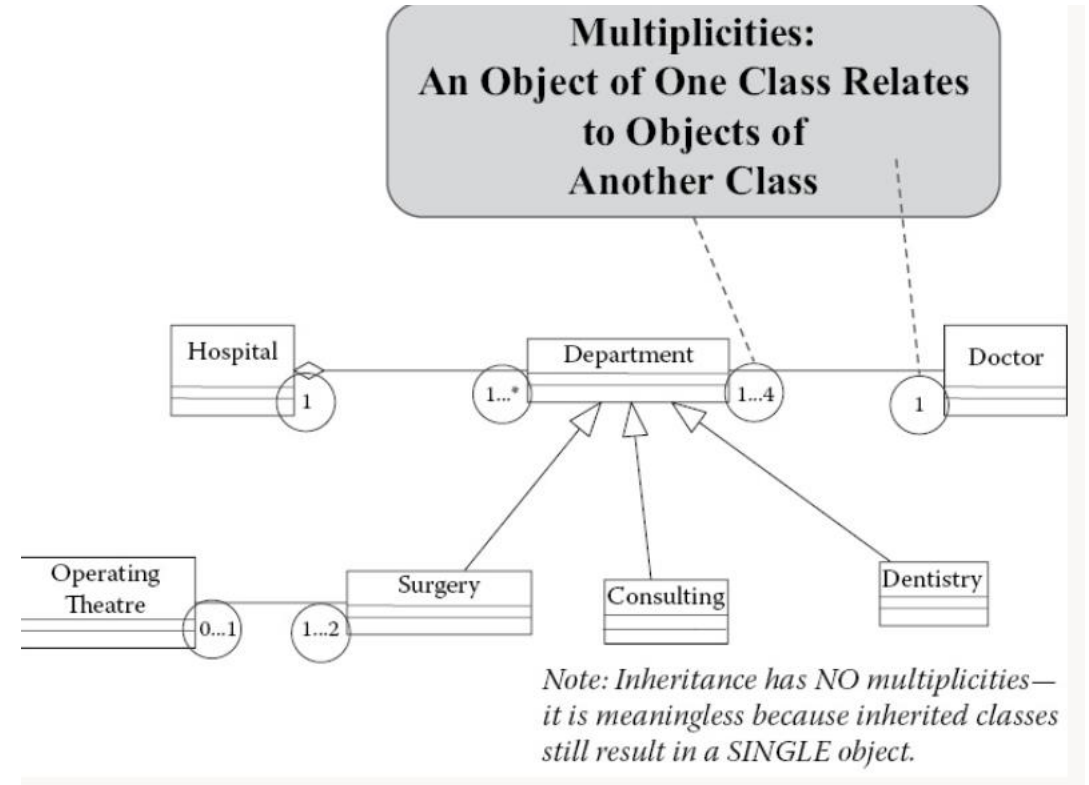 Multiplicities:
An Object of One Class Relates
to Objects of
Another Class
Hospital
Department
Doctor
1
1...*
1...4
1
Operating
Theatre
Surgery
Consulting
Dentistry
0...1
1...2
Note: Inheritance has NO multiplicities—
it is meaningless because inherited classes
still result in a SINGLE object.